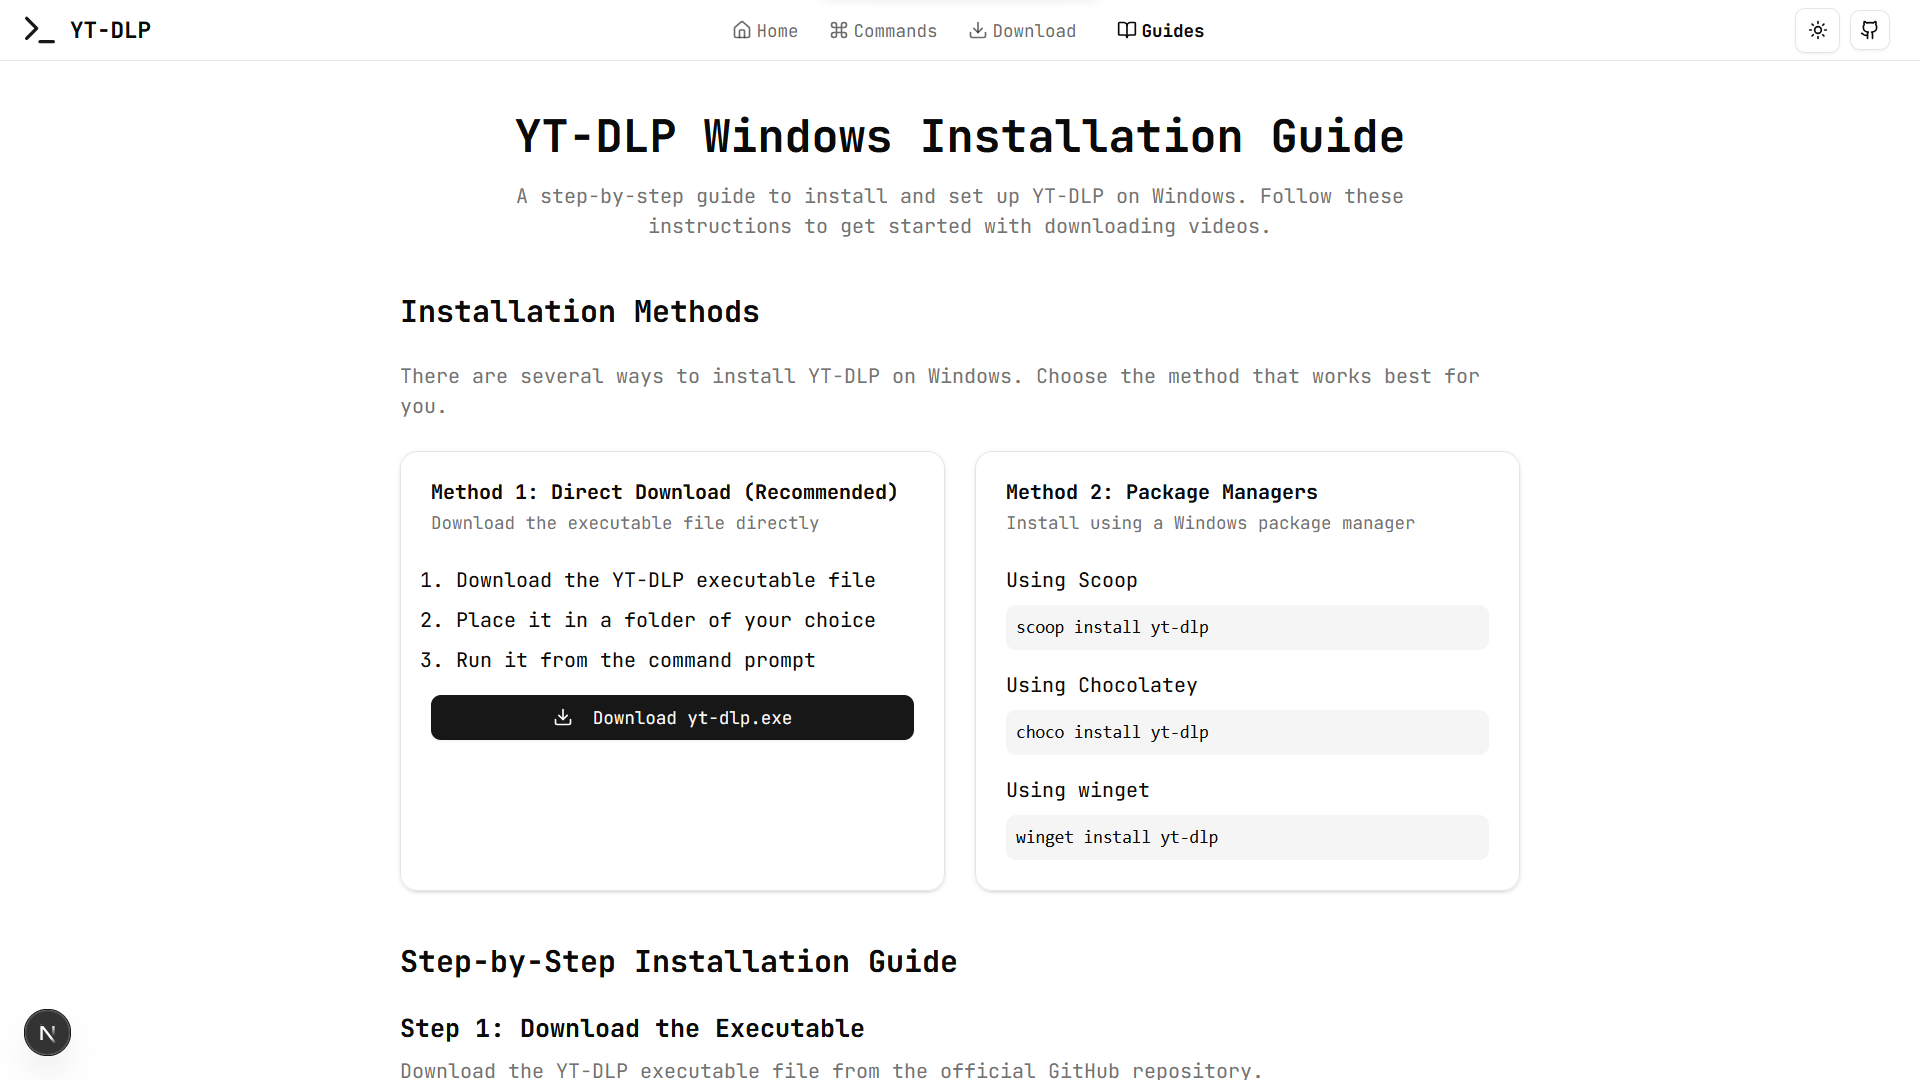 YT-DLP
Home
Commands
Download
Guides
YT-DLP Windows Installation Guide
A step-by-step guide to install and set up YT-DLP on Windows. Follow these
instructions to get started with downloading videos.
Installation Methods
There are several ways to install YT-DLP on Windows. Choose the method that works best for
you.
Method 1: Direct Download (Recommended)
Download the executable file directly
1. Download the YT-DLP executable file
2. Place it in a folder of your choice
3. Run it from the command prompt
Download yt-dlp.exe
Method 2: Package Managers
Install using a Windows package manager
Using Scoop
scoop install yt-dlp
Using Chocolatey
choco install yt-dlp
Using winget
winget install yt-dlp
Step-by-Step Installation Guide
Step 1: Download the Executable
Download the YT-DLP executable file from the official GitHub repository.
N